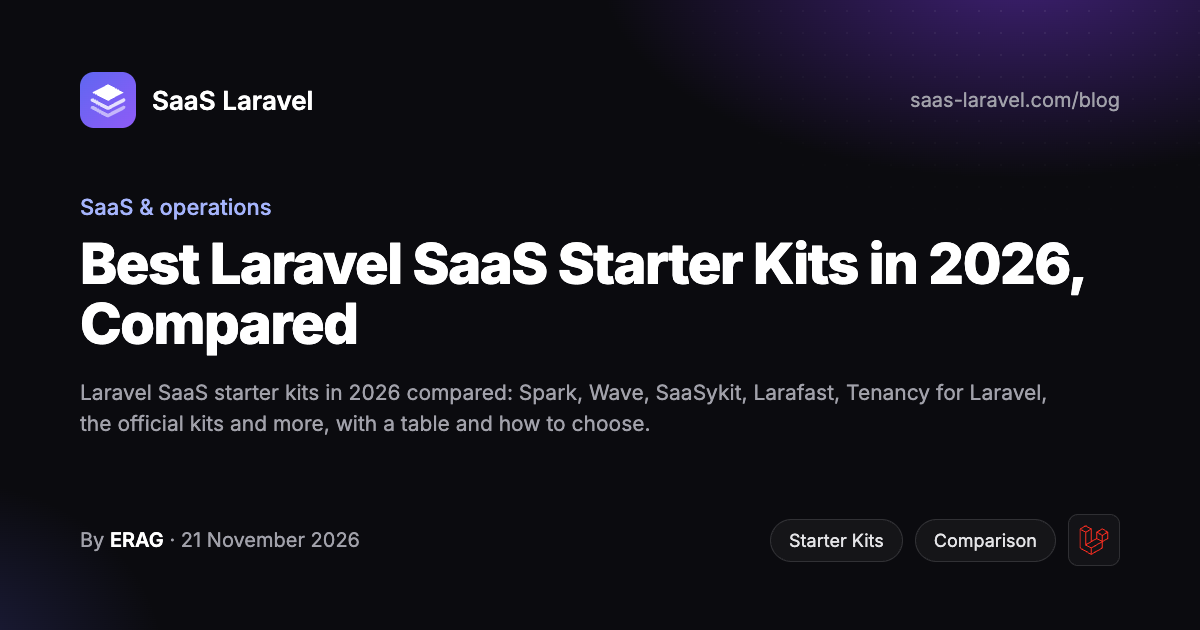 SaaS Laravel
saas-laravel.com/blog
SaaS & operations
Best Laravel SaaS Starter Kits in 2026,
Compared
Laravel SaaS starter kits in 2026 compared: Spark, Wave, SaaSykit, Larafast, Tenancy for Laravel,
the official kits and more, with a table and how to choose.
By ERAG · 21 November 2026
Starter Kits
Comparison